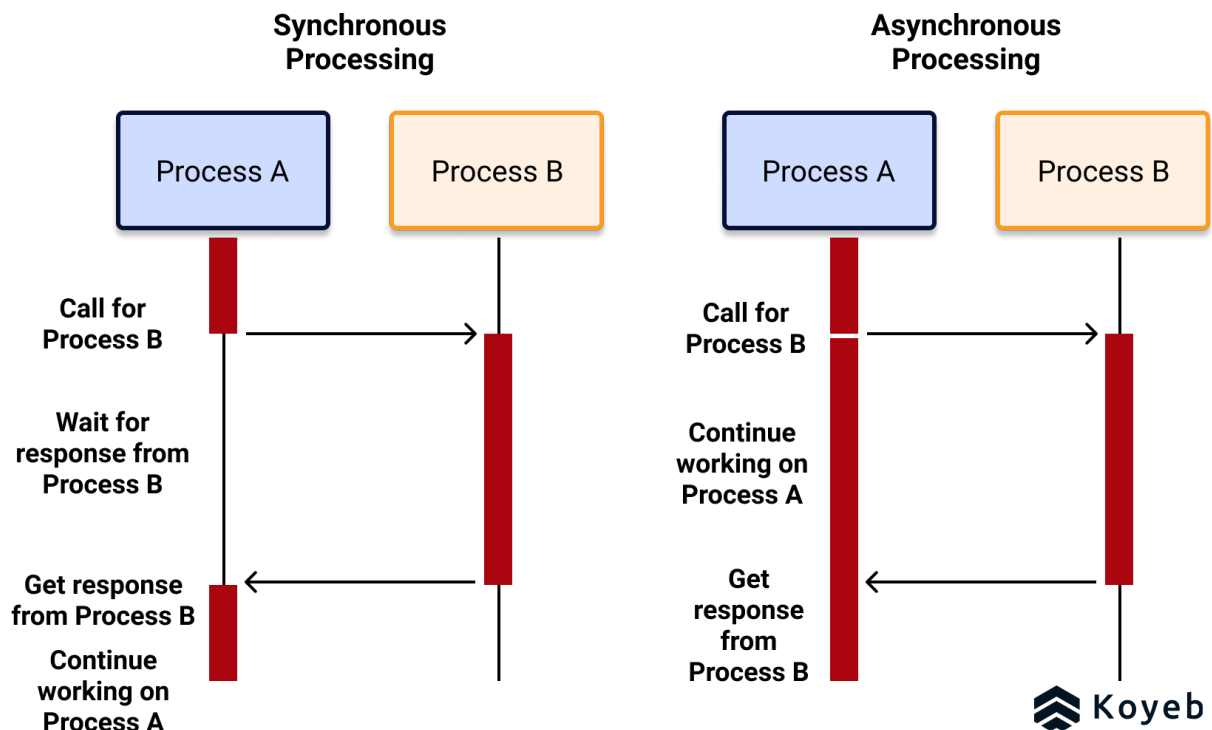 Synchronous
Processing
Process A
Process B
Call for
Process B
Wait for
response from
Process B
Get response
from Process B
Continue
working on
Process A
Asynchronous
Processing
Process A
Process B
Call for
Process B
Continue
working on
Process A
Get
response
from
Process B
Koyeb